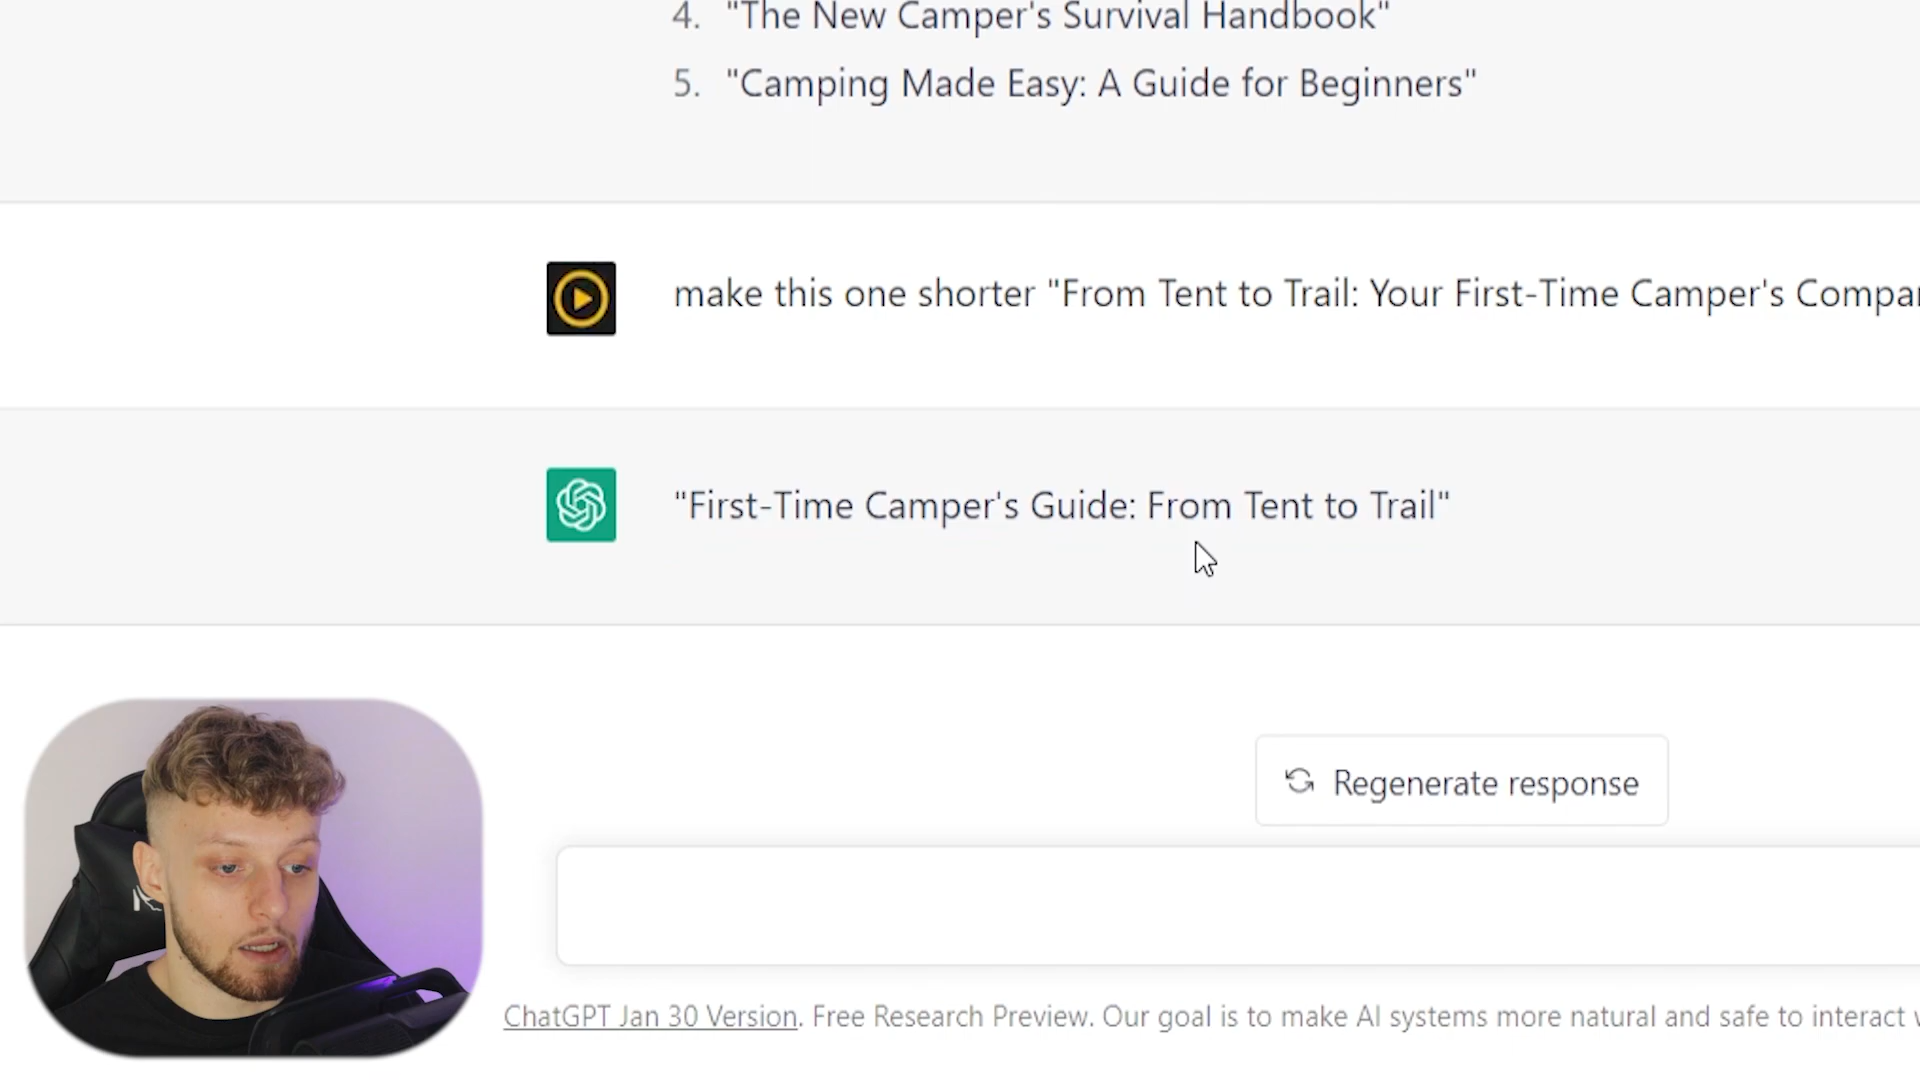 4. "The New Camper's Survival Handbook"
5. "Camping Made Easy: A Guide for Beginners"
make this one shorter "From Tent to Trail: Your First-Time Camper's
"First-Time Camper's Guide: From Tent to Trail"
Regenerate response
ChatGPT Jan 30 Version. Free Research Preview. Our goal is to make AI systems more natural and safe to interact